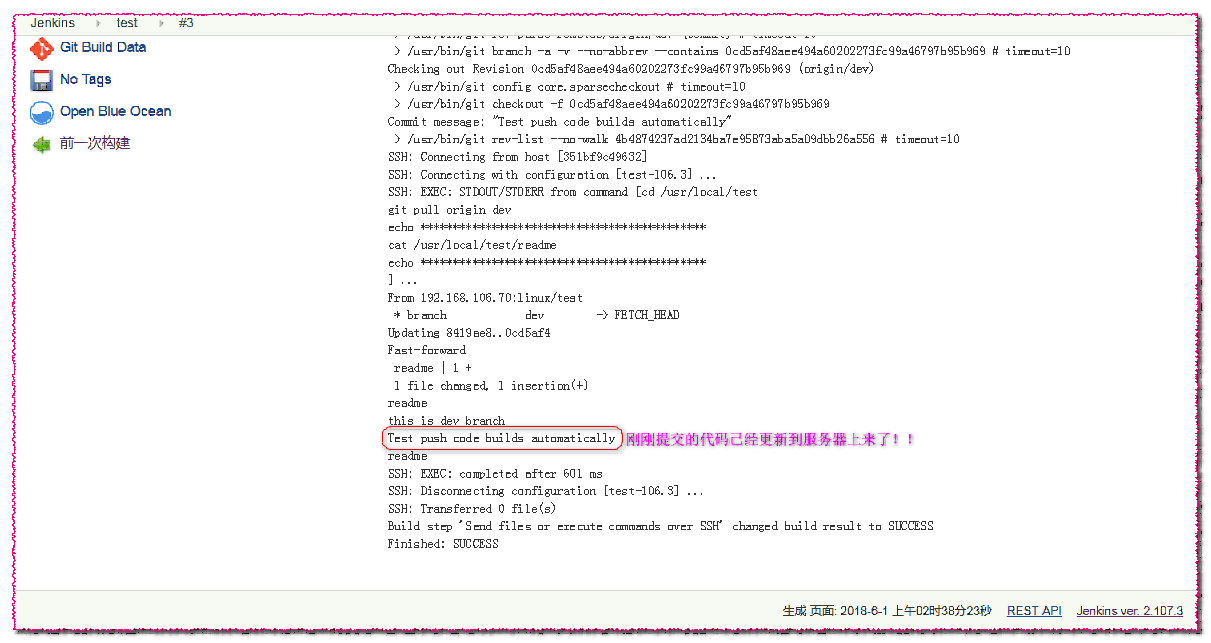 Jenkins › test › #3
Git Build Data
No Tags
Open Blue Ocean
前一次构建
> /usr/bin/git branch -a -v --no-abbrev --contains 0cd5af48aee494a60202273fc99a46797b95b969 # timeout=10
Checking out Revision 0cd5af48aee494a60202273fc99a46797b95b969 (origin/dev)
> /usr/bin/git config core.sparsecheckout # timeout=10
> /usr/bin/git checkout -f 0cd5af48aee494a60202273fc99a46797b95b969
Commit message: "Test push code builds automatically"
> /usr/bin/git rev-list --no-walk 4b4874237ad2134ba7e95873aba5a09dbb26a556 # timeout=10
SSH: Connecting from host [351bf9c49632]
SSH: Connecting with configuration [test-106.3] ...
SSH: EXEC: STDOUT/STDERR from command [cd /usr/local/test
git pull origin dev
echo ********************************************
cat /usr/local/test/readme
echo ********************************************
] ...
From 192.168.106.70:linux/test
* branch dev -> FETCH_HEAD
Updating 8419ae8..0cd5af4
Fast-forward
readme | 1 +
1 file changed, 1 insertion(+)
readme
this is dev branch
Test push code builds automatically 刚刚提交的代码已经更新到服务器上来了！！
readme
SSH: EXEC: completed after 601 ms
SSH: Disconnecting configuration [test-106.3] ...
SSH: Transferred 0 file(s)
Build step 'Send files or execute commands over SSH' changed build result to SUCCESS
Finished: SUCCESS
生成 页面: 2018-6-1 上午02时38分23秒 REST API Jenkins ver. 2.107.3